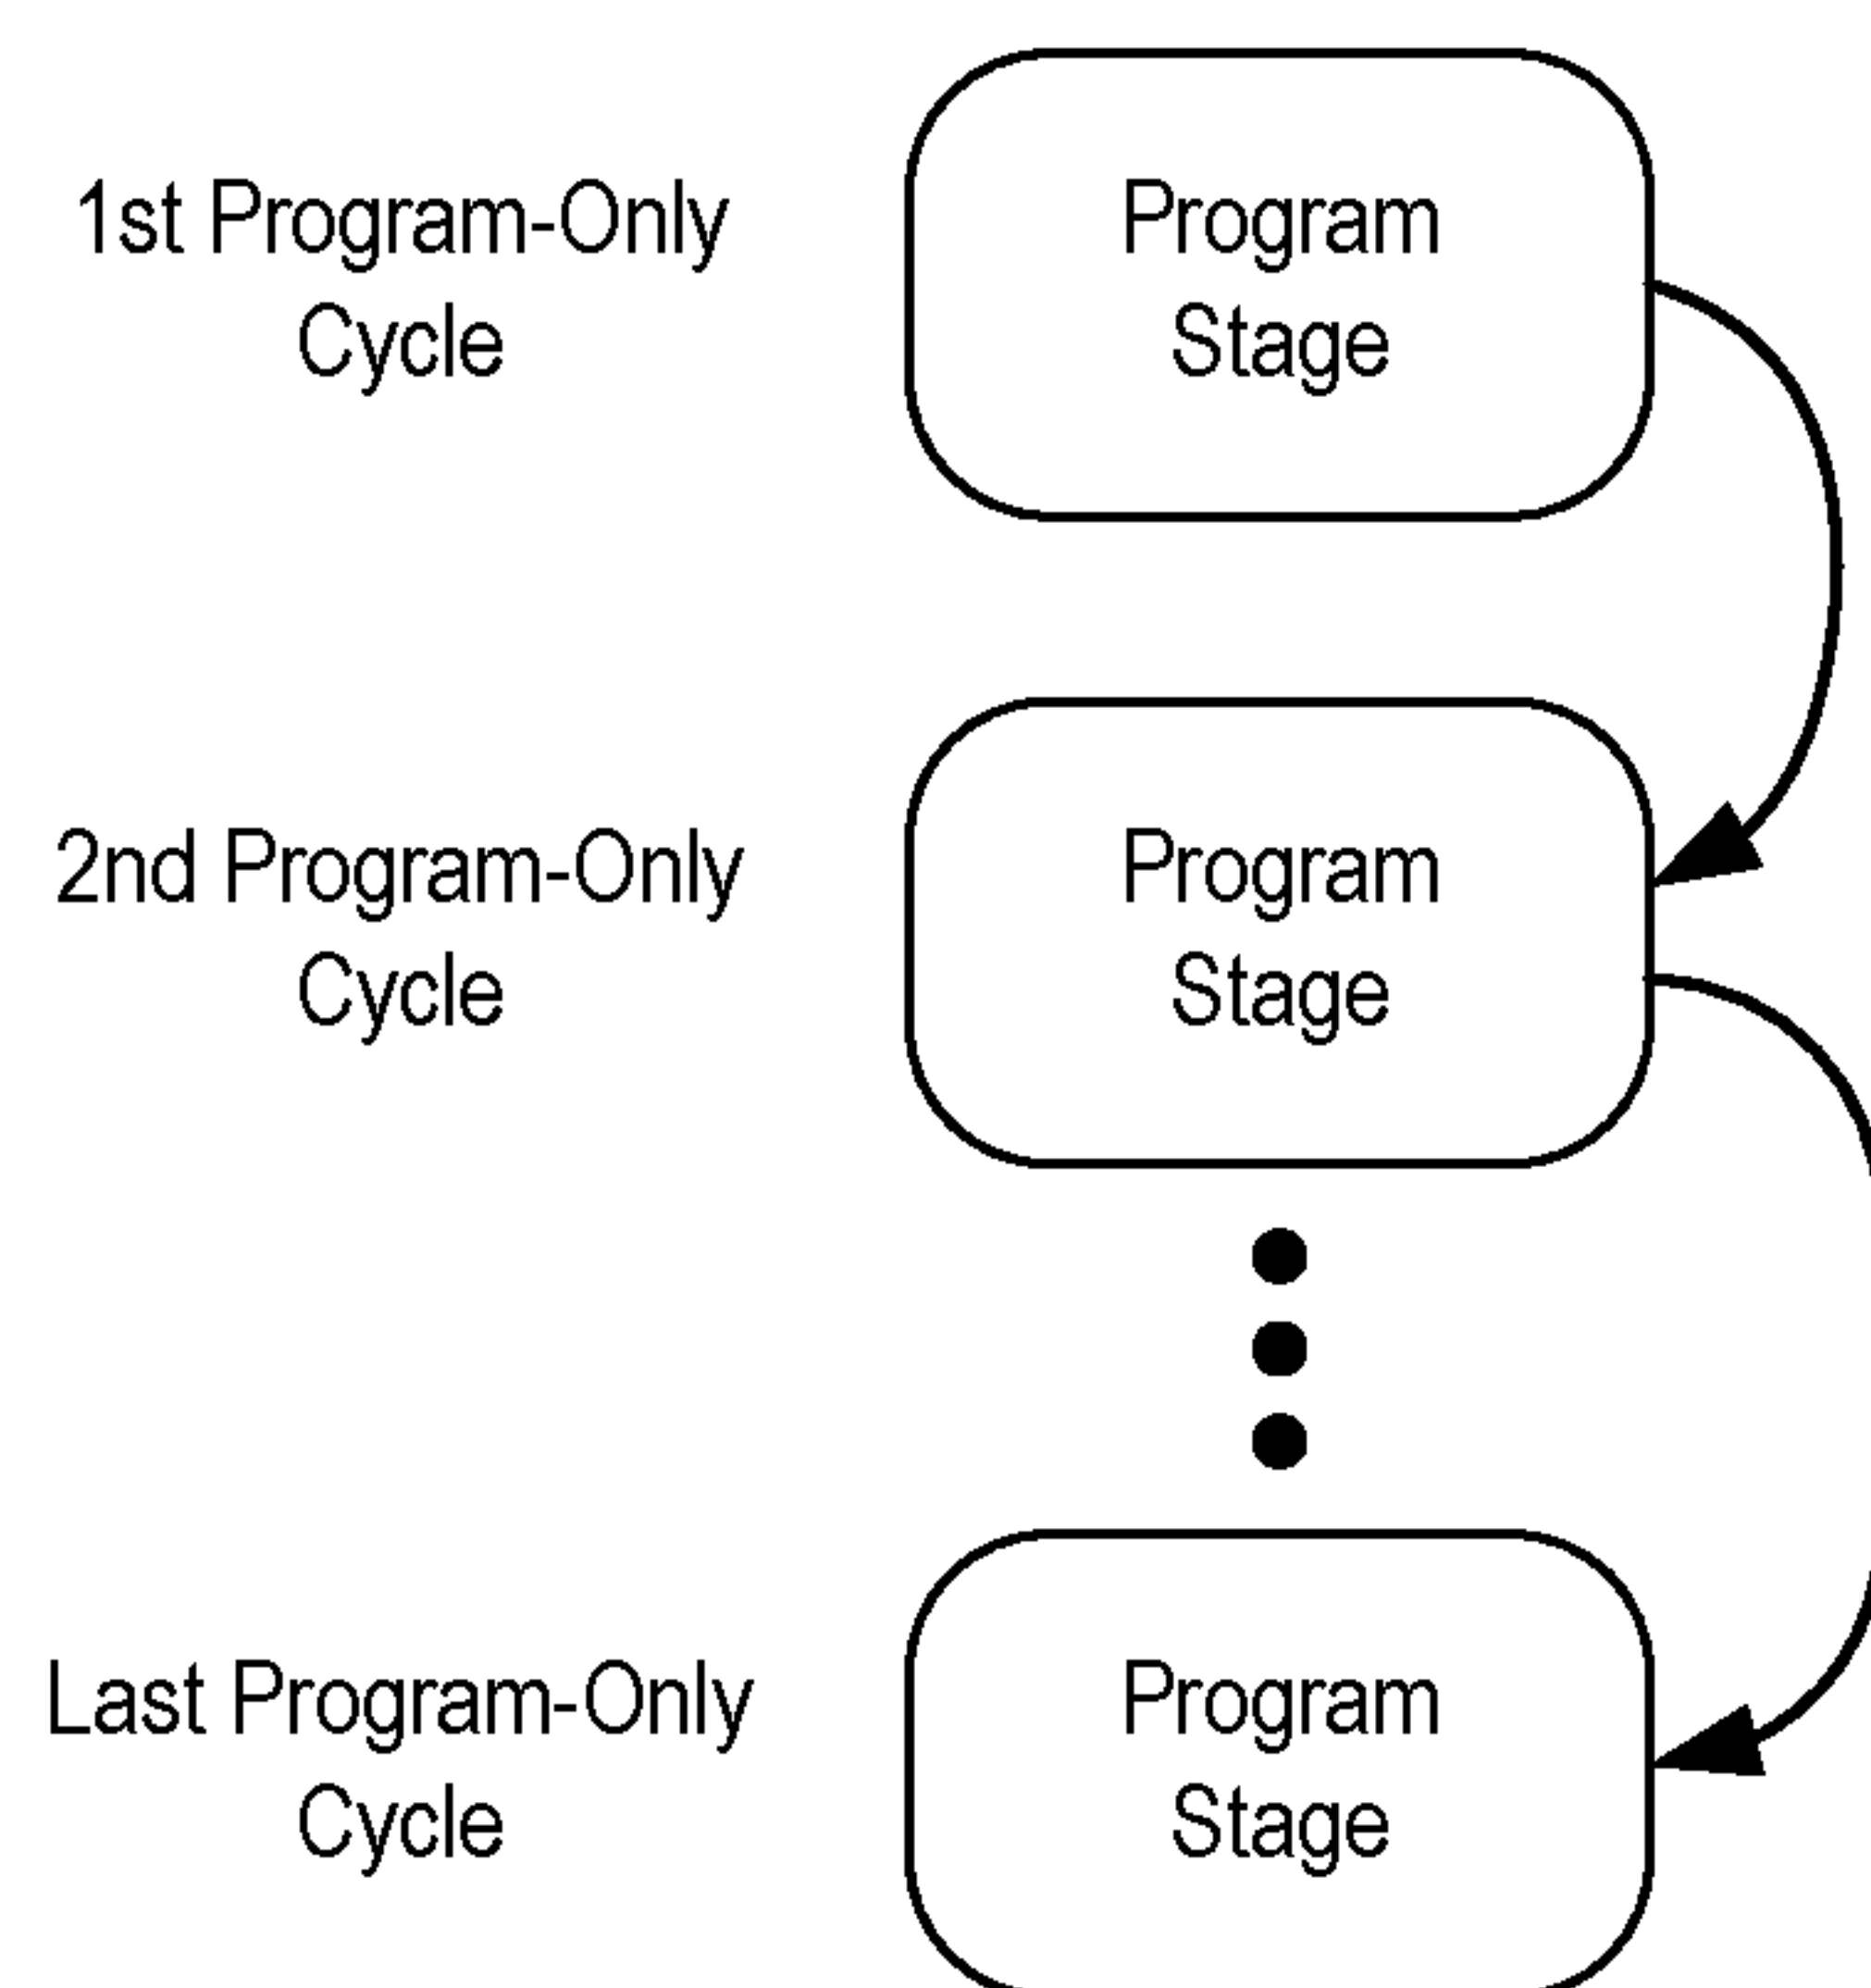 1st Program-Only
Cycle
Program
Stage
2nd Program-Only
Cycle
Program
Stage
Last Program-Only
Cycle
Program
Stage